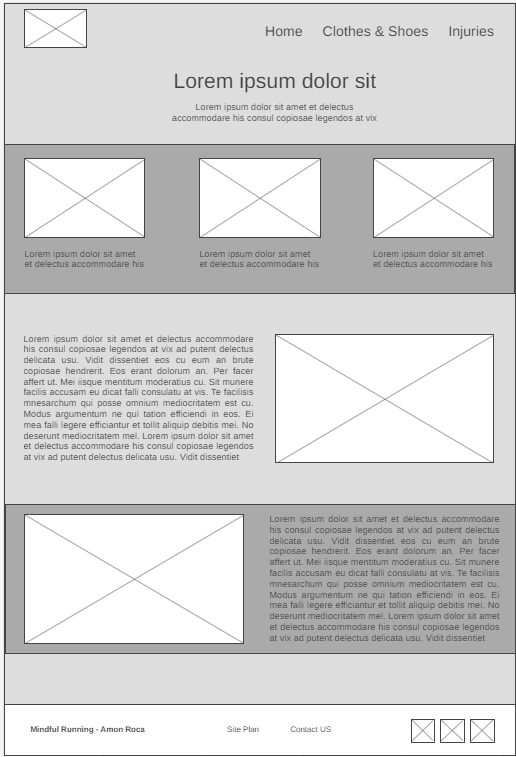 Home Clothes & Shoes Injuries
Lorem ipsum dolor sit
Lorem ipsum dolor sit amet et delectus
accommodare his consul copiosae legendos at vix
Lorem ipsum dolor sit amet
et delectus accommodare his
Lorem ipsum dolor sit amet
et delectus accommodare his
Lorem ipsum dolor sit amet
et delectus accommodare his
Lorem ipsum dolor sit amet et delectus accommodare
his consul copiosae legendos at vix ad putent delectus
delicata usu. Vidit dissentiet eos cu eum an brute
copiosae hendrerit. Eos erant dolorum an. Per facer
affert ut. Mei iisque mentitum moderatius cu. Sit munere
facilis accusam eu dicat falli consulatu at vis. Te facilisis
mnesarchum qui posse omnium mediocritatem est cu.
Modus argumentum ne qui tation efficiendi in eos. Ei
mea falli legere efficiantur et tollit aliquip debitis mei. No
deserunt mediocritatem mel. Lorem ipsum dolor sit amet
et delectus accommodare his consul copiosae legendos
at vix ad putent delectus delicata usu. Vidit dissentiet
Lorem ipsum dolor sit amet et delectus accommodare
his consul copiosae legendos at vix ad putent delectus
delicata usu. Vidit dissentiet eos cu eum an brute
copiosae hendrerit. Eos erant dolorum an. Per facer
affert ut. Mei iisque mentitum moderatius cu. Sit munere
facilis accusam eu dicat falli consulatu at vis. Te facilisis
mnesarchum qui posse omnium mediocritatem est cu.
Modus argumentum ne qui tation efficiendi in eos. Ei
mea falli legere efficiantur et tollit aliquip debitis mei. No
deserunt mediocritatem mel. Lorem ipsum dolor sit amet
et delectus accommodare his consul copiosae legendos
at vix ad putent delectus delicata usu. Vidit dissentiet
Mindful Running - Amon Roca Site Plan Contact US